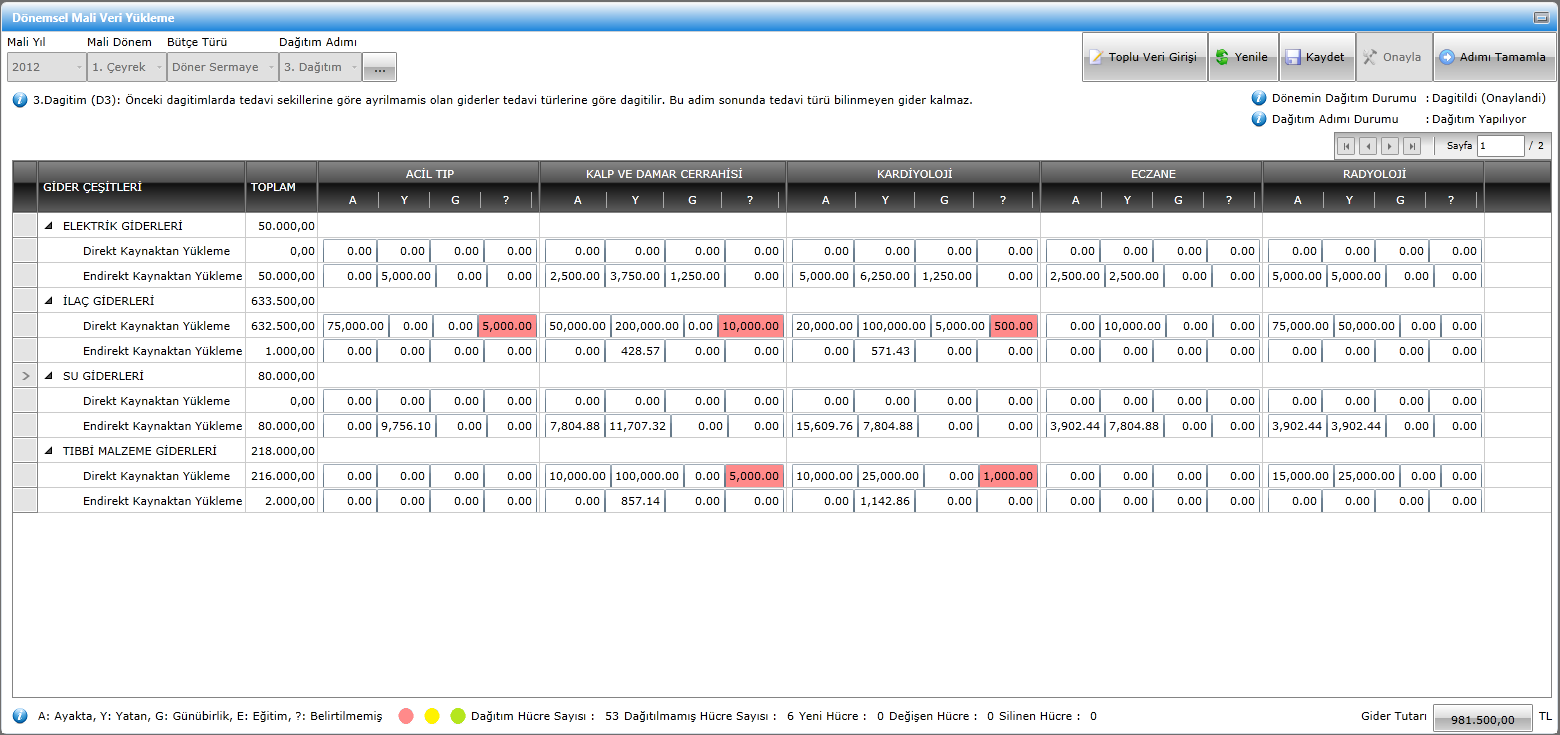 Dönemsel Mali Veri Yükleme
Mali Yıl Mali Dönem Bütçe Türü Dağıtım Adımı
2012 1. Çeyrek Döner Sermaye 3. Dağıtım ... Toplu Veri Girişi Yenile Kaydet Onayla Adımı Tamamla
3.Dagitim (D3): Önceki dagitimlarda tedavi sekillerine göre ayrilmamis olan giderler tedavi türlerine göre dagitilir. Bu adim sonunda tedavi türü bilinmeyen gider kalmaz. Dönemin Dağıtım Durumu : Dagitildi (Onaylandi)
Dağıtım Adımı Durumu : Dağıtım Yapılıyor
Sayfa 1 / 2
GİDER ÇEŞİTLERİ TOPLAM ACİL TIP KALP VE DAMAR CERRAHİSİ KARDİYOLOJİ ECZANE RADYOLOJİ
A Y G ? A Y G ? A Y G ? A Y G ? A Y G ?
ELEKTRİK GİDERLERİ 50.000,00
Direkt Kaynaktan Yükleme 0,00 0.00 0.00 0.00 0.00 0.00 0.00 0.00 0.00 0.00 0.00 0.00 0.00 0.00 0.00 0.00 0.00 0.00 0.00 0.00 0.00
Endirekt Kaynaktan Yükleme 50.000,00 0.00 5,000.00 0.00 0.00 2,500.00 3,750.00 1,250.00 0.00 5,000.00 6,250.00 1,250.00 0.00 2,500.00 2,500.00 0.00 0.00 5,000.00 5,000.00 0.00 0.00
İLAÇ GİDERLERİ 633.500,00
Direkt Kaynaktan Yükleme 632.500,00 75,000.00 0.00 0.00 5,000.00 50,000.00 200,000.00 0.00 10,000.00 20,000.00 100,000.00 5,000.00 500.00 0.00 10,000.00 0.00 0.00 75,000.00 50,000.00 0.00 0.00
Endirekt Kaynaktan Yükleme 1.000,00 0.00 0.00 0.00 0.00 0.00 428.57 0.00 0.00 0.00 571.43 0.00 0.00 0.00 0.00 0.00 0.00 0.00 0.00 0.00 0.00
> SU GİDERLERİ 80.000,00
Direkt Kaynaktan Yükleme 0,00 0.00 0.00 0.00 0.00 0.00 0.00 0.00 0.00 0.00 0.00 0.00 0.00 0.00 0.00 0.00 0.00 0.00 0.00 0.00 0.00
Endirekt Kaynaktan Yükleme 80.000,00 0.00 9,756.10 0.00 0.00 7,804.88 11,707.32 0.00 0.00 15,609.76 7,804.88 0.00 0.00 3,902.44 7,804.88 0.00 0.00 3,902.44 3,902.44 0.00 0.00
TIBBİ MALZEME GİDERLERİ 218.000,00
Direkt Kaynaktan Yükleme 216.000,00 0.00 0.00 0.00 0.00 10,000.00 100,000.00 0.00 5,000.00 10,000.00 25,000.00 0.00 1,000.00 0.00 0.00 0.00 0.00 15,000.00 25,000.00 0.00 0.00
Endirekt Kaynaktan Yükleme 2.000,00 0.00 0.00 0.00 0.00 0.00 857.14 0.00 0.00 0.00 1,142.86 0.00 0.00 0.00 0.00 0.00 0.00 0.00 0.00 0.00 0.00
A: Ayakta, Y: Yatan, G: Günübirlik, E: Eğitim, ?: Belirtilmemiş Dağıtım Hücre Sayısı : 53 Dağıtılmamış Hücre Sayısı : 6 Yeni Hücre : 0 Değişen Hücre : 0 Silinen Hücre : 0 Gider Tutarı 981.500,00 TL